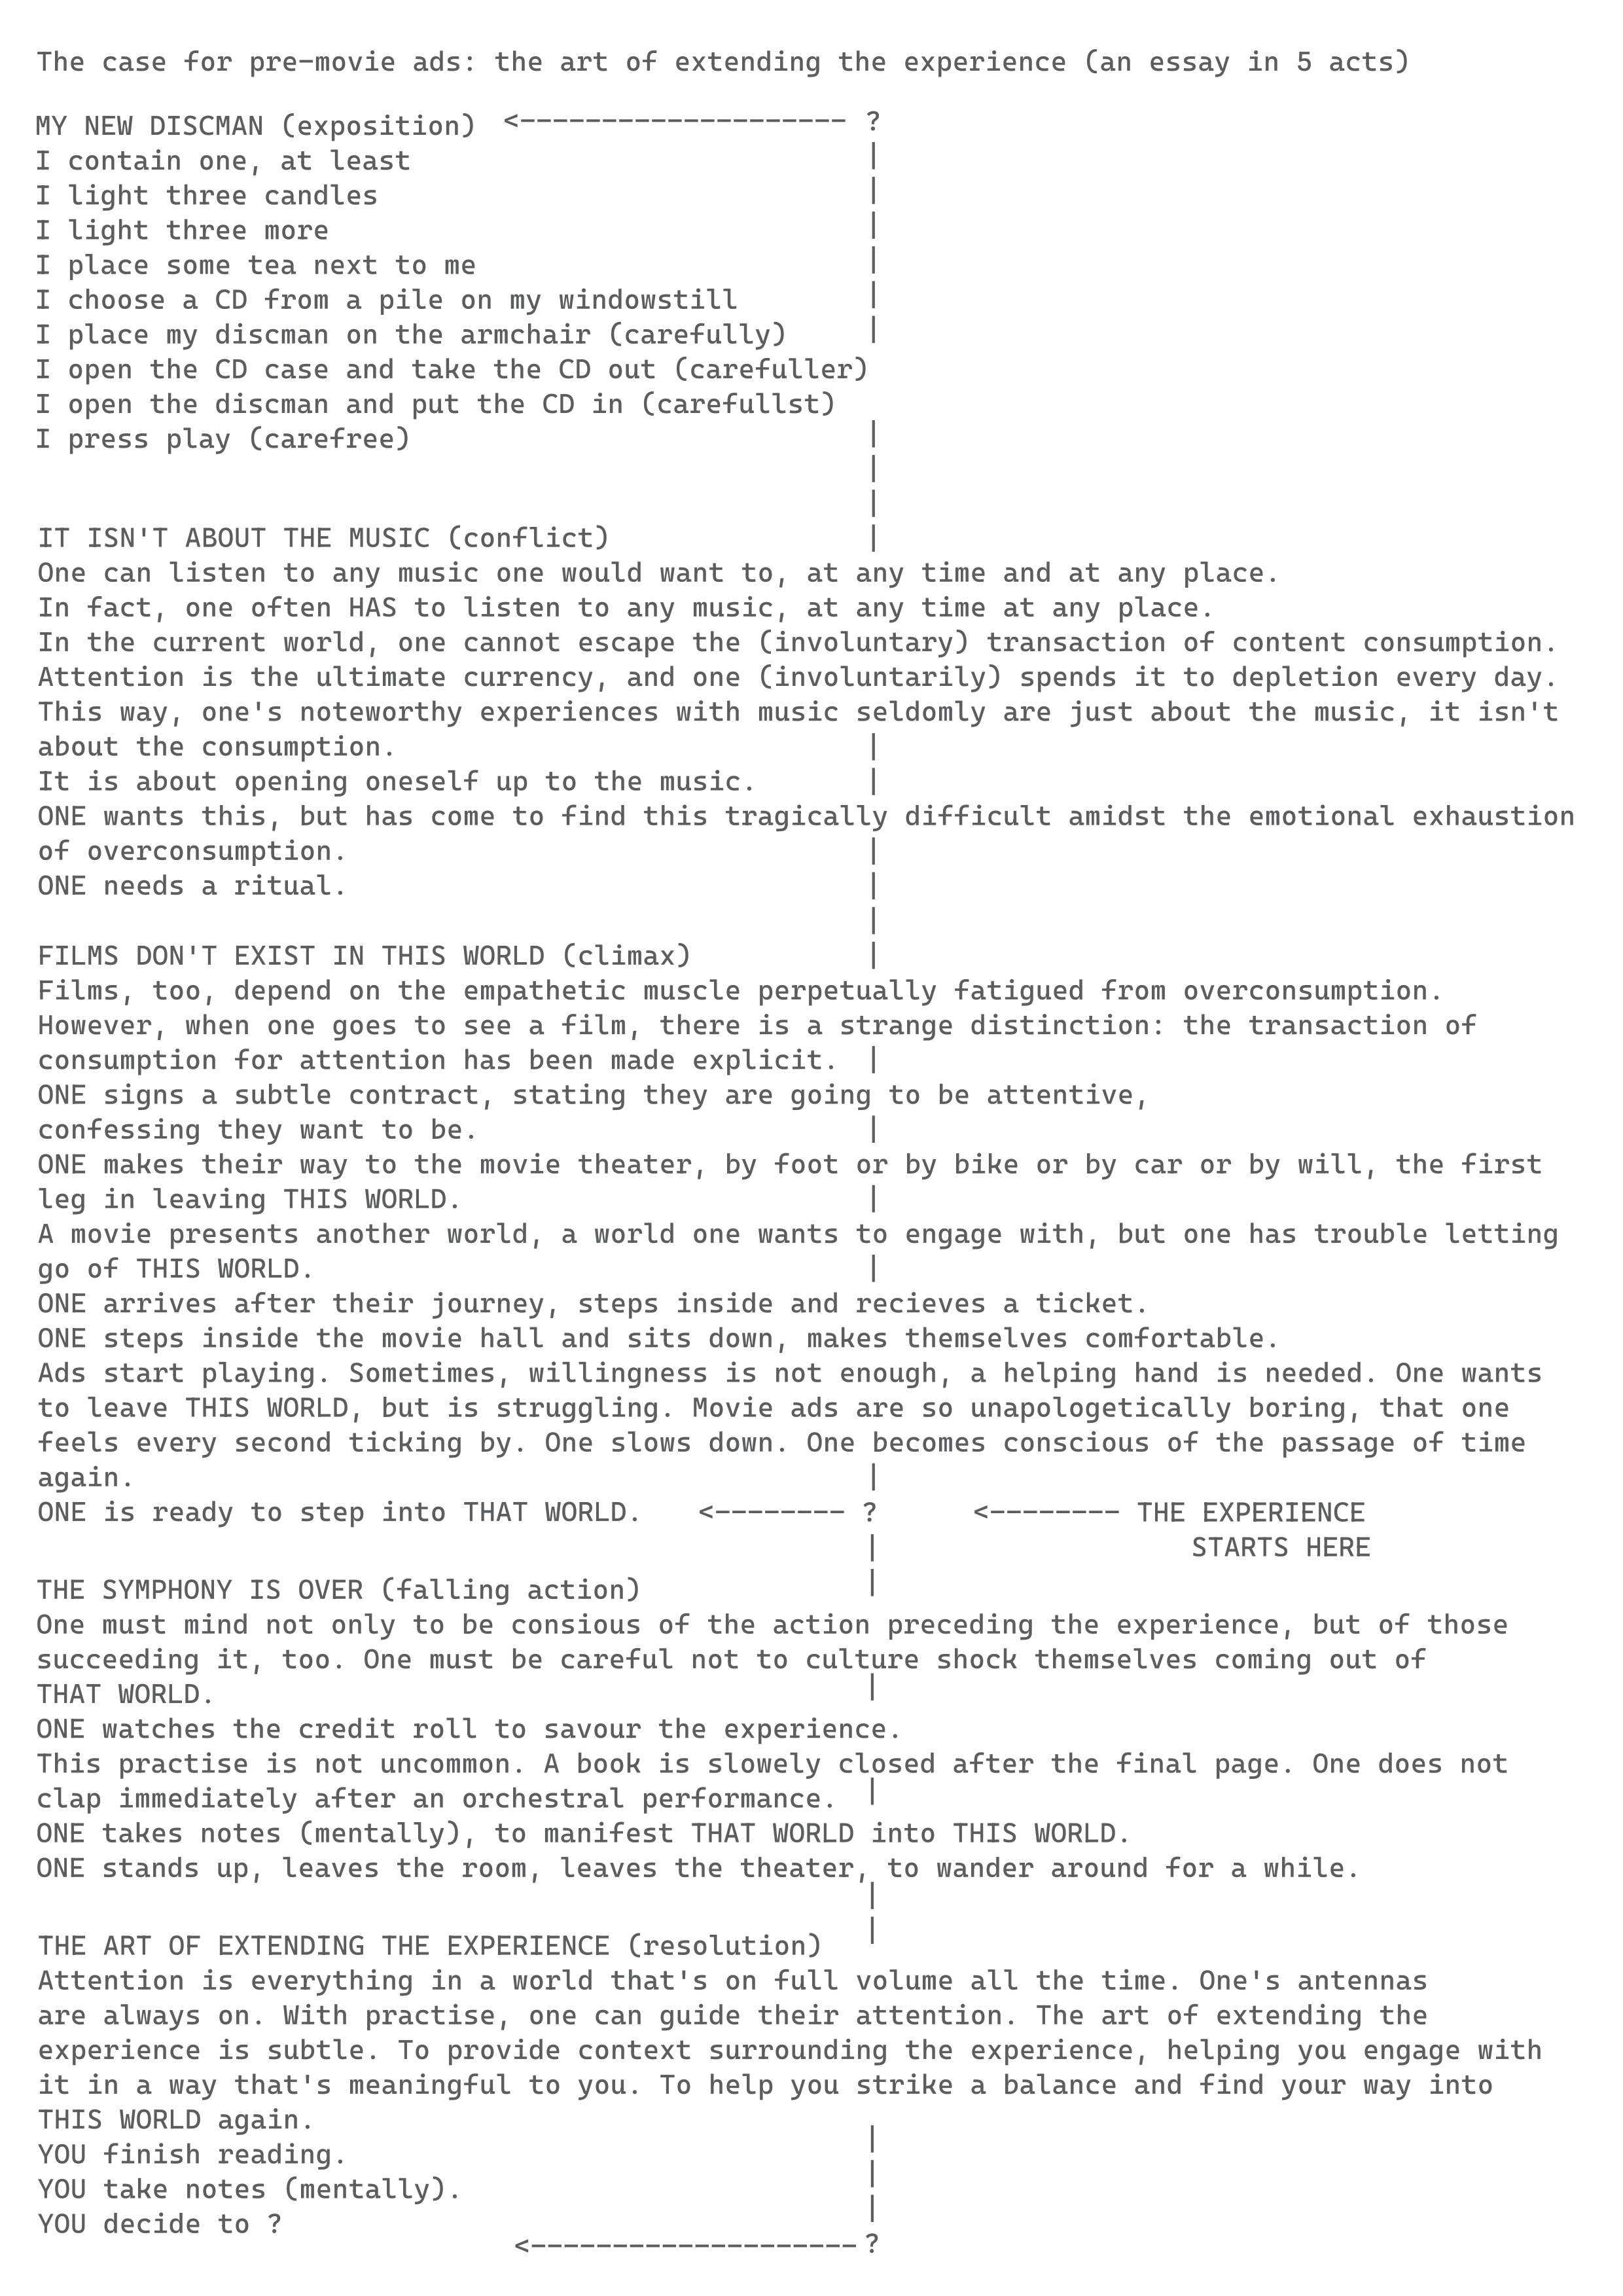 The case for pre-movie ads: the art of extending the experience (an essay in 5 acts)
MY NEW DISCMAN (exposition) <-------------------- ?
I contain one, at least
I light three candles
I light three more
I place some tea next to me
I choose a CD from a pile on my windowstill
I place my discman on the armchair (carefully)
I open the CD case and take the CD out (carefuller)
I open the discman and put the CD in (carefullst)
I press play (carefree)
IT ISN'T ABOUT THE MUSIC (conflict)
One can listen to any music one would want to, at any time and at any place.
In fact, one often HAS to listen to any music, at any time at any place.
In the current world, one cannot escape the (involuntary) transaction of content consumption.
Attention is the ultimate currency, and one (involuntarily) spends it to depletion every day.
This way, one's noteworthy experiences with music seldomly are just about the music, it isn't
about the consumption.
It is about opening oneself up to the music.
ONE wants this, but has come to find this tragically difficult amidst the emotional exhaustion
of overconsumption.
ONE needs a ritual.
FILMS DON'T EXIST IN THIS WORLD (climax)
Films, too, depend on the empathetic muscle perpetually fatigued from overconsumption.
However, when one goes to see a film, there is a strange distinction: the transaction of
consumption for attention has been made explicit.
ONE signs a subtle contract, stating they are going to be attentive,
confessing they want to be.
ONE makes their way to the movie theater, by foot or by bike or by car or by will, the first
leg in leaving THIS WORLD.
A movie presents another world, a world one wants to engage with, but one has trouble letting
go of THIS WORLD.
ONE arrives after their journey, steps inside and recieves a ticket.
ONE steps inside the movie hall and sits down, makes themselves comfortable.
Ads start playing. Sometimes, willingness is not enough, a helping hand is needed. One wants
to leave THIS WORLD, but is struggling. Movie ads are so unapologetically boring, that one
feels every second ticking by. One slows down. One becomes conscious of the passage of time
again.
ONE is ready to step into THAT WORLD. <-------- ? <-------- THE EXPERIENCE
STARTS HERE
THE SYMPHONY IS OVER (falling action)
One must mind not only to be consious of the action preceding the experience, but of those
succeeding it, too. One must be careful not to culture shock themselves coming out of
THAT WORLD.
ONE watches the credit roll to savour the experience.
This practise is not uncommon. A book is slowely closed after the final page. One does not
clap immediately after an orchestral performance.
ONE takes notes (mentally), to manifest THAT WORLD into THIS WORLD.
ONE stands up, leaves the room, leaves the theater, to wander around for a while.
THE ART OF EXTENDING THE EXPERIENCE (resolution)
Attention is everything in a world that's on full volume all the time. One's antennas
are always on. With practise, one can guide their attention. The art of extending the
experience is subtle. To provide context surrounding the experience, helping you engage with
it in a way that's meaningful to you. To help you strike a balance and find your way into
THIS WORLD again.
YOU finish reading.
YOU take notes (mentally).
YOU decide to ?
<--------------------?